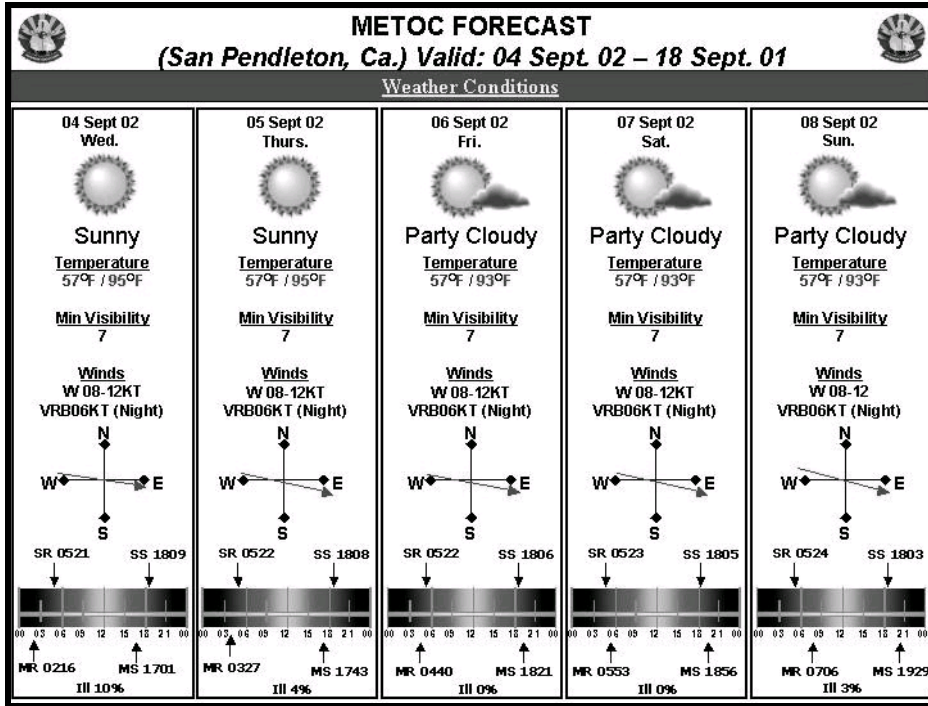 METOC FORECAST
(San Pendleton, Ca.) Valid: 04 Sept. 02 – 18 Sept. 01
Weather Conditions
04 Sept 02
Wed.
Sunny
Temperature
57°F / 95°F
Min Visibility
7
Winds
W 08-12KT
VRB06KT (Night)
N
W E
S
SR 0521 SS 1809
00 03 06 09 12 15 18 21 00
MR 0216 MS 1701
Ill 10%
05 Sept 02
Thurs.
Sunny
Temperature
57°F / 95°F
Min Visibility
7
Winds
W 08-12KT
VRB06KT (Night)
N
W E
S
SR 0522 SS 1808
00 03 06 09 12 15 18 21 00
MR 0327 MS 1743
Ill 4%
06 Sept 02
Fri.
Party Cloudy
Temperature
57°F / 93°F
Min Visibility
7
Winds
W 08-12KT
VRB06KT (Night)
N
W E
S
SR 0522 SS 1806
00 03 06 09 12 15 18 21 00
MR 0440 MS 1821
Ill 0%
07 Sept 02
Sat.
Party Cloudy
Temperature
57°F / 93°F
Min Visibility
7
Winds
W 08-12KT
VRB06KT (Night)
N
W E
S
SR 0523 SS 1805
00 03 06 09 12 15 18 21 00
MR 0553 MS 1856
Ill 0%
08 Sept 02
Sun.
Party Cloudy
Temperature
57°F / 93°F
Min Visibility
7
Winds
W 08-12
VRB06KT (Night)
N
W E
S
SR 0524 SS 1803
00 03 06 09 12 15 18 21 00
MR 0706 MS 1929
Ill 3%